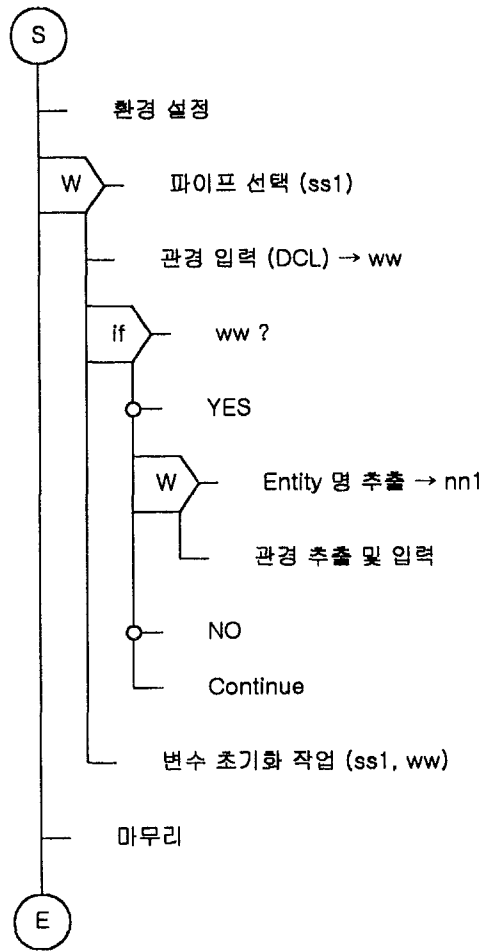 S
환경 설정
W
파이프 선택 (ss1)
관경 입력 (DCL) → ww
if
ww ?
YES
W
Entity 명 추출 → nn1
관경 추출 및 입력
NO
Continue
변수 초기화 작업 (ss1, ww)
마무리
E